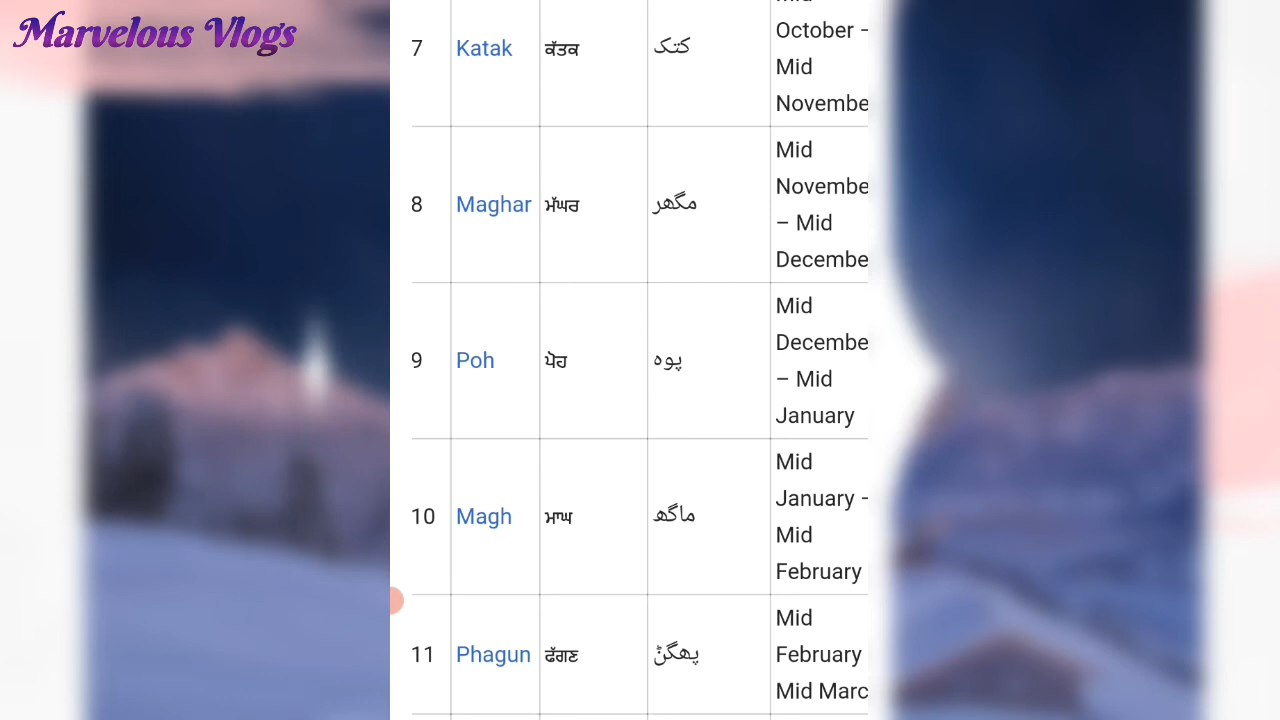 Marvelous Vlogs
October –
7 Katak ਕੱਤਕ کتک Mid
Novembe
Mid
Novembe
8 Maghar ਮੱਘਰ مگھر – Mid
Decembe
Mid
Decembe
9 Poh ਪੋਹ پوہ – Mid
January
Mid
January –
10 Magh ਮਾਘ ماگھ Mid
February
Mid
11 Phagun ਫੱਗਣ پھگݨ February
Mid Marc